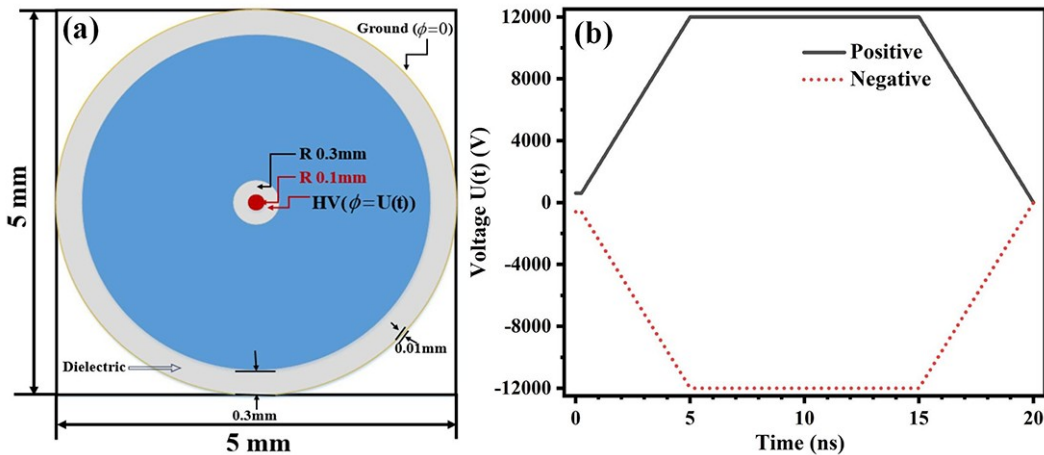 (a)
Ground (ϕ=0)
R 0.3mm
R 0.1mm
HV(ϕ=U(t))
5 mm
0.01mm
Dielectric
0.3mm
5 mm
(b)
Positive
Negative
12000
8000
4000
0
-4000
-8000
-12000
Voltage U(t) (V)
0 5 10 15 20
Time (ns)